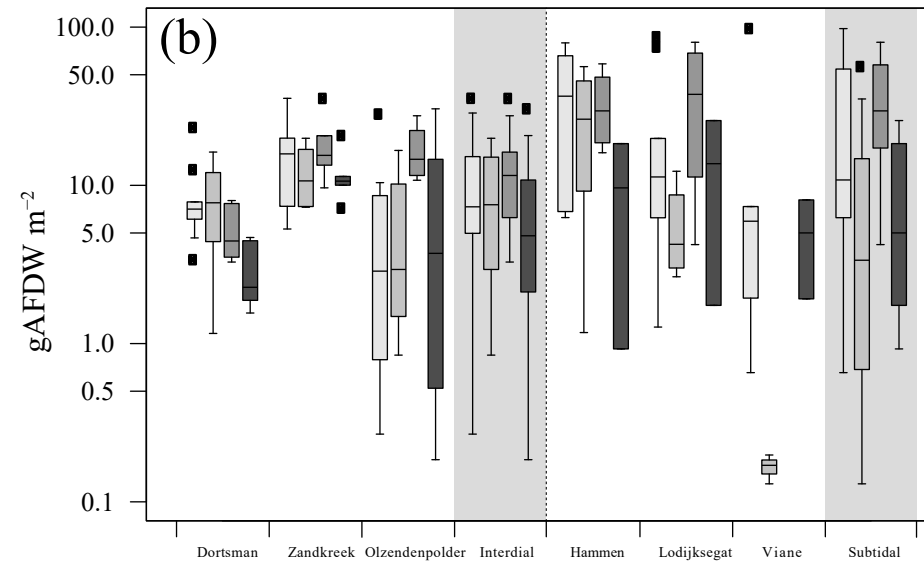 (b)
gAFDW m⁻²
100.0
50.0
10.0
5.0
1.0
0.5
0.1
Dortsman Zandkreek Olzendenpolder Interdial Hammen Lodijksegat Viane Subtidal